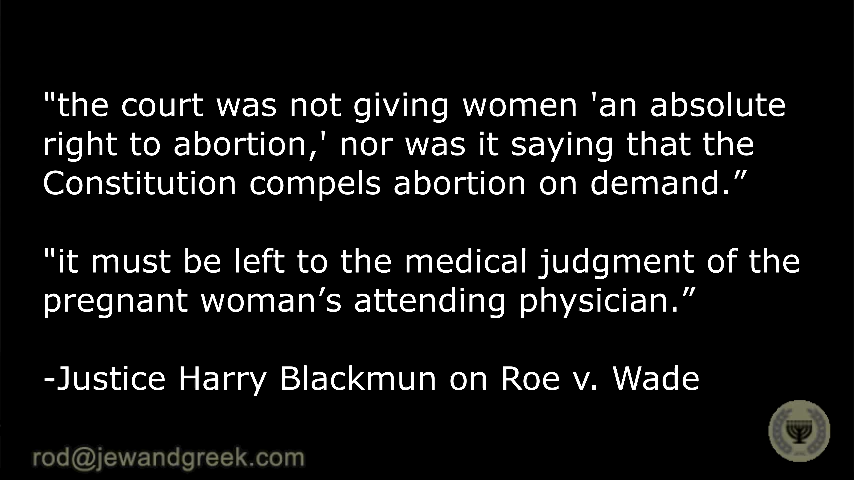 "the court was not giving women 'an absolute
right to abortion,' nor was it saying that the
Constitution compels abortion on demand.”
"it must be left to the medical judgment of the
pregnant woman’s attending physician.”
-Justice Harry Blackmun on Roe v. Wade
rod@jewandgreek.com